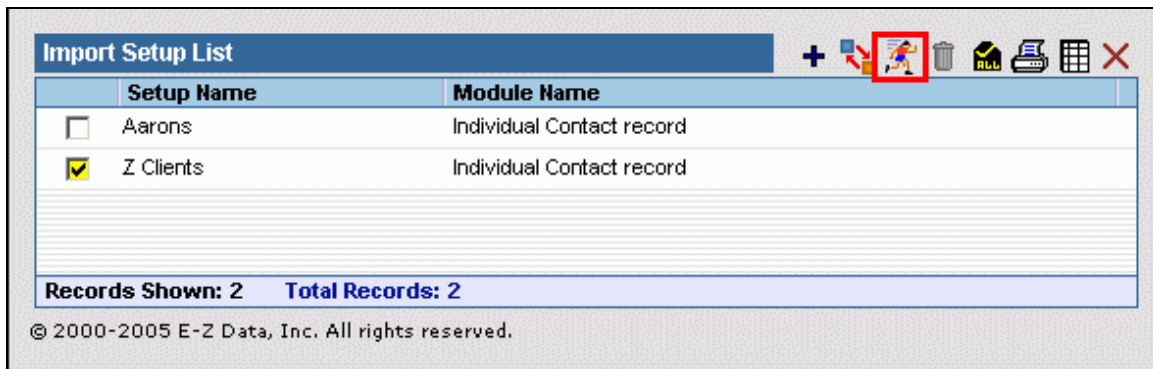 Import Setup List
ALL
Setup Name Module Name
Aarons Individual Contact record
Z Clients Individual Contact record
Records Shown: 2 Total Records: 2
© 2000-2005 E-Z Data, Inc. All rights reserved.